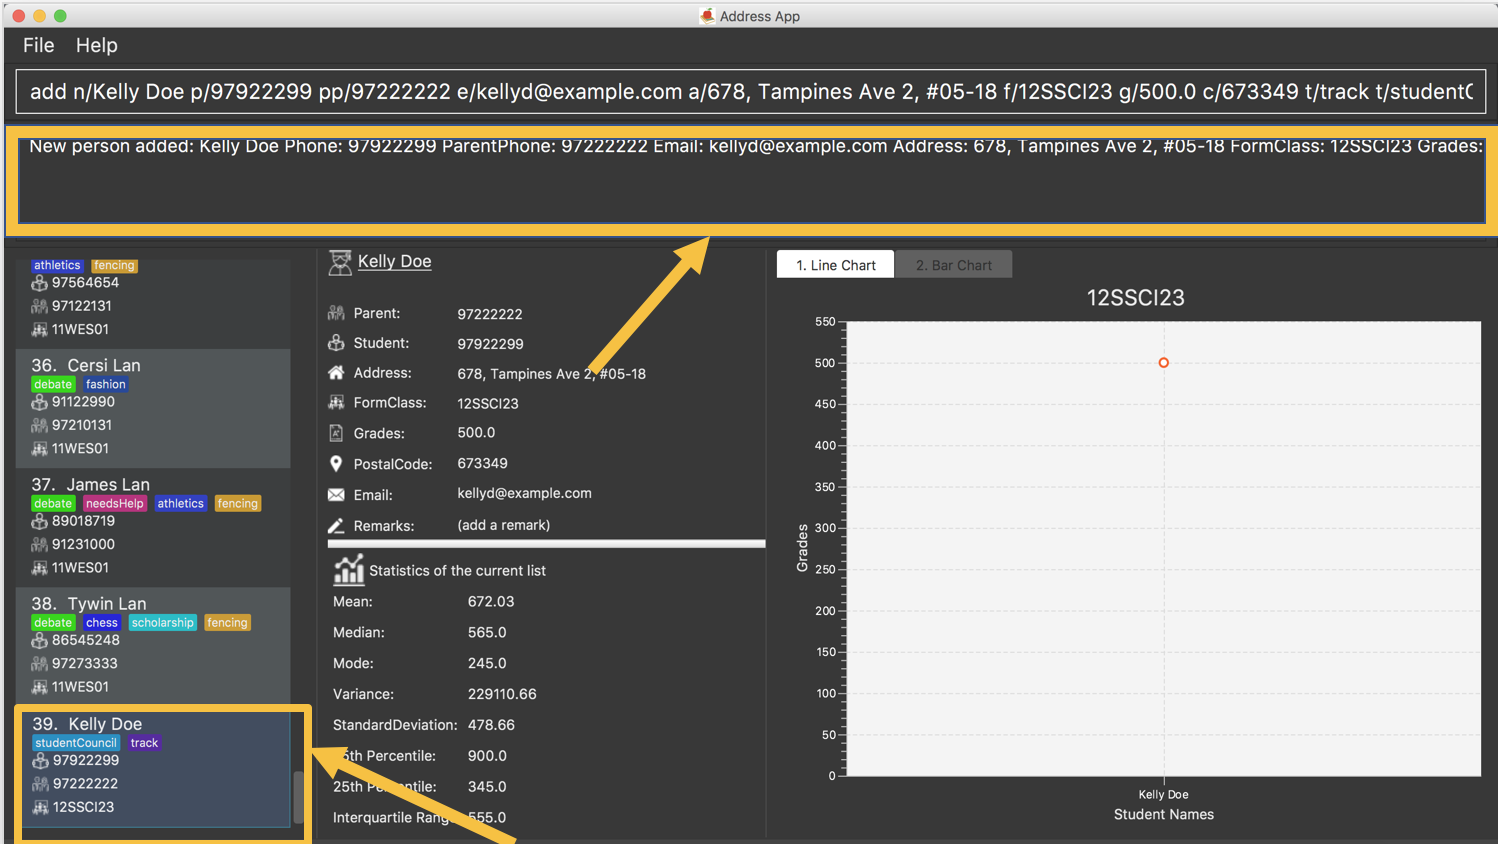 Address App
File Help
add n/Kelly Doe p/97922299 pp/97222222 e/kellyd@example.com a/678, Tampines Ave 2, #05-18 f/12SSCI23 g/500.0 c/673349 t/track t/student
New person added: Kelly Doe Phone: 97922299 ParentPhone: 97222222 Email: kellyd@example.com Address: 678, Tampines Ave 2, #05-18 FormClass: 12SSCI23 Grades:
athletics fencing
97564654
97122131
11WES01
36. Cersi Lan
debate fashion
91122990
97210131
11WES01
37. James Lan
debate needsHelp athletics fencing
89018719
91231000
11WES01
38. Tywin Lan
debate chess scholarship fencing
86545248
97273333
11WES01
39. Kelly Doe
studentCouncil track
97922299
97222222
12SSCI23
Kelly Doe
Parent: 97222222
Student: 97922299
Address: 678, Tampines Ave 2, #05-18
FormClass: 12SSCI23
Grades: 500.0
PostalCode: 673349
Email: kellyd@example.com
Remarks: (add a remark)
Statistics of the current list
Mean: 672.03
Median: 565.0
Mode: 245.0
Variance: 229110.66
StandardDeviation: 478.66
5th Percentile: 900.0
25th Percentile: 345.0
Interquartile Range 555.0
1. Line Chart 2. Bar Chart
12SSCI23
550
500
450
400
350
300
250
200
150
100
50
0
Grades
Kelly Doe
Student Names